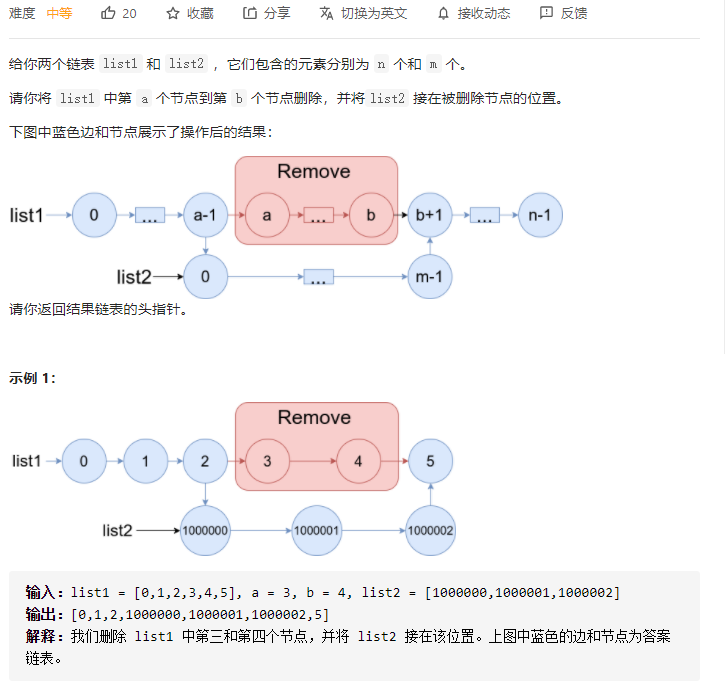 难度 中等 20 收藏 分享 切换为英文 接收动态 反馈
给你两个链表 list1 和 list2 ，它们包含的元素分别为 n 个和 m 个。
请你将 list1 中第 a 个节点到第 b 个节点删除，并将list2 接在被删除节点的位置。
下图中蓝色边和节点展示了操作后的结果：
Remove
list1 0 ... a-1 a ... b b+1 ... n-1
list2 0 ... m-1
请你返回结果链表的头指针。
示例 1：
Remove
list1 0 1 2 3 4 5
list2 1000000 1000001 1000002
输入：list1 = [0,1,2,3,4,5], a = 3, b = 4, list2 = [1000000,1000001,1000002]
输出：[0,1,2,1000000,1000001,1000002,5]
解释：我们删除 list1 中第三和第四个节点，并将 list2 接在该位置。上图中蓝色的边和节点为答案
链表。